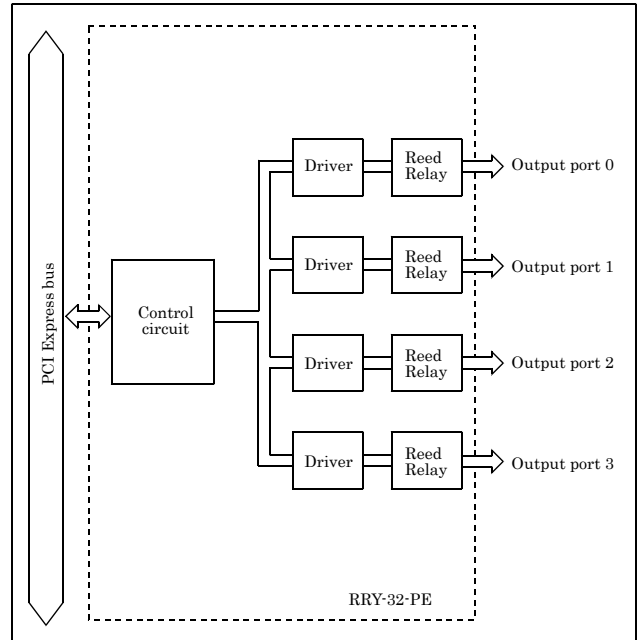 Driver
Reed
Relay
Output port 0
Driver
Reed
Relay
Output port 1
PCI Express bus
Control
circuit
Driver
Reed
Relay
Output port 2
Driver
Reed
Relay
Output port 3
RRY-32-PE